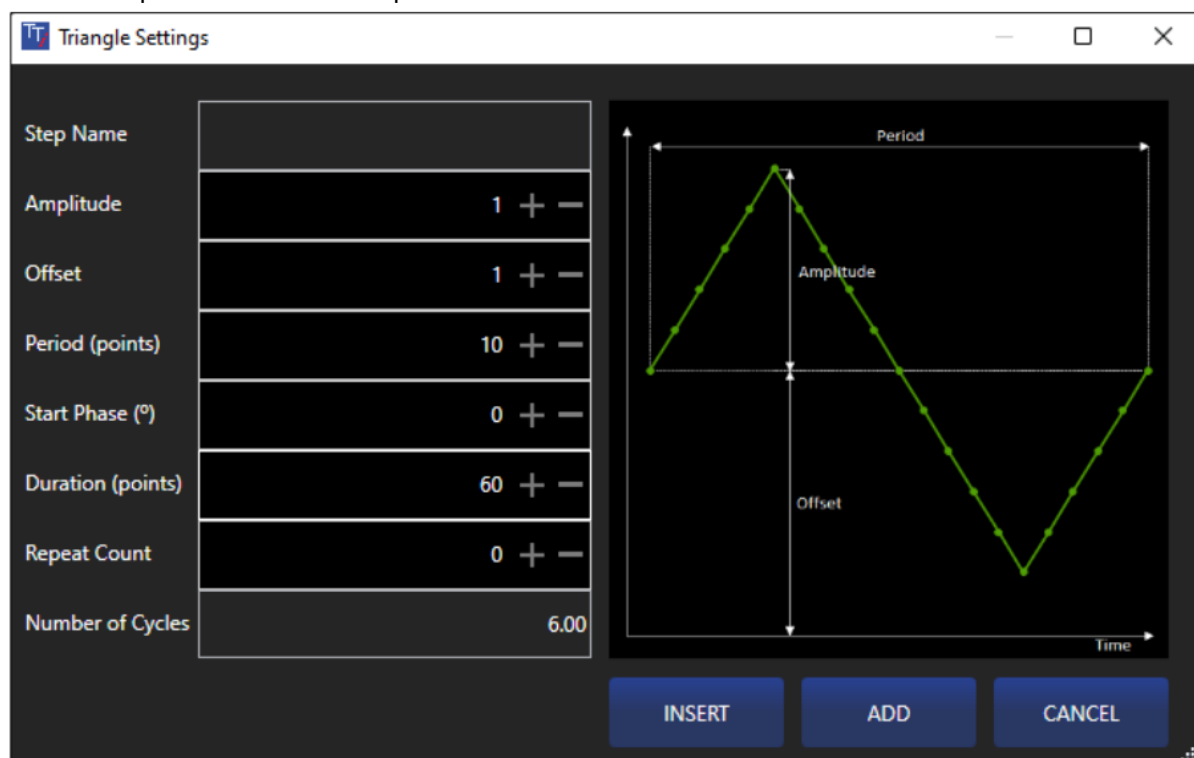 TT Triangle Settings
Step Name
Amplitude 1
Offset 1
Period (points) 10
Start Phase (º) 0
Duration (points) 60
Repeat Count 0
Number of Cycles 6.00
Period
Amplitude
Offset
Time
INSERT ADD CANCEL